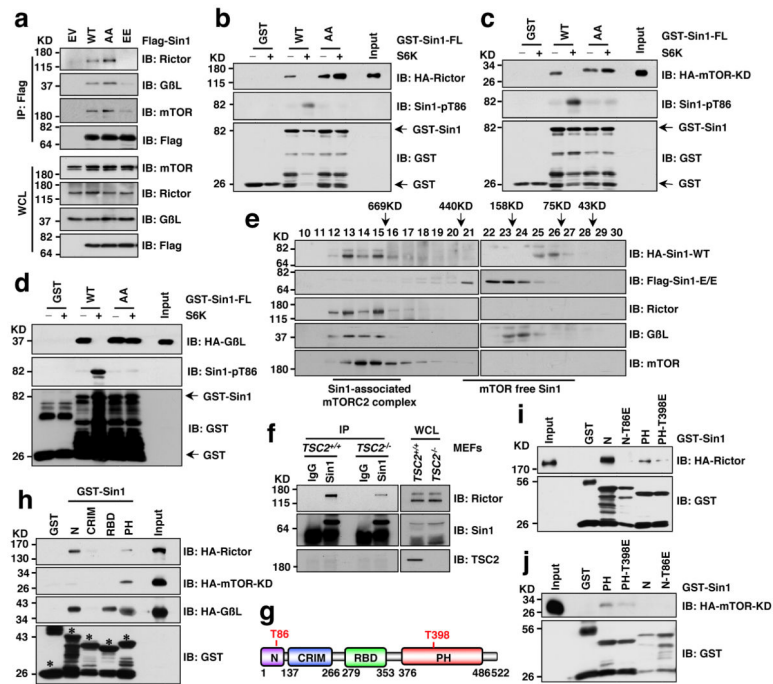 a
EV WT AA EE Flag-Sin1
KD
IP: Flag
180
115
IB: Rictor
37
IB: GßL
180
IB: mTOR
82
64
IB: Flag
WCL
180
IB: mTOR
180
115
IB: Rictor
37
IB: GßL
82
64
IB: Flag
b
GST WT AA Input GST-Sin1-FL
– + – + – + S6K
KD
180
115
IB: HA-Rictor
82
IB: Sin1-pT86
82
GST-Sin1
IB: GST
26
GST
c
GST WT AA Input GST-Sin1-FL
– + – + – + S6K
KD
34
26
IB: HA-mTOR-KD
82
IB: Sin1-pT86
82
GST-Sin1
IB: GST
26
GST
d
GST WT AA Input GST-Sin1-FL
– + – + – + S6K
KD
37
IB: HA-GßL
82
IB: Sin1-pT86
82
GST-Sin1
IB: GST
26
GST
e
669KD 440KD 158KD 75KD 43KD
KD 10 11 12 13 14 15 16 17 18 19 20 21 22 23 24 25 26 27 28 29 30
82
64
IB: HA-Sin1-WT
82
64
IB: Flag-Sin1-E/E
180
115
IB: Rictor
37
IB: GßL
180
IB: mTOR
Sin1-associated
mTORC2 complex
mTOR free Sin1
f
IP WCL
TSC2+/+ TSC2-/- TSC2+/+ TSC2-/- MEFs
IgG Sin1 IgG Sin1
KD
180
115
IB: Rictor
64
IB: Sin1
180
IB: TSC2
g
T86 T398
N CRIM RBD PH
1 137 266 279 353 376 486 522
h
GST-Sin1
GST N CRIM RBD PH Input
KD
170
130
IB: HA-Rictor
34
26
IB: HA-mTOR-KD
43
34
IB: HA-GßL
43
* * * * *
IB: GST
26
i
Input GST N N-T86E PH PH-T398E GST-Sin1
KD
170
IB: HA-Rictor
56
IB: GST
26
j
Input GST PH PH-T398E N N-T86E GST-Sin1
KD
26
IB: HA-mTOR-KD
56
IB: GST
26